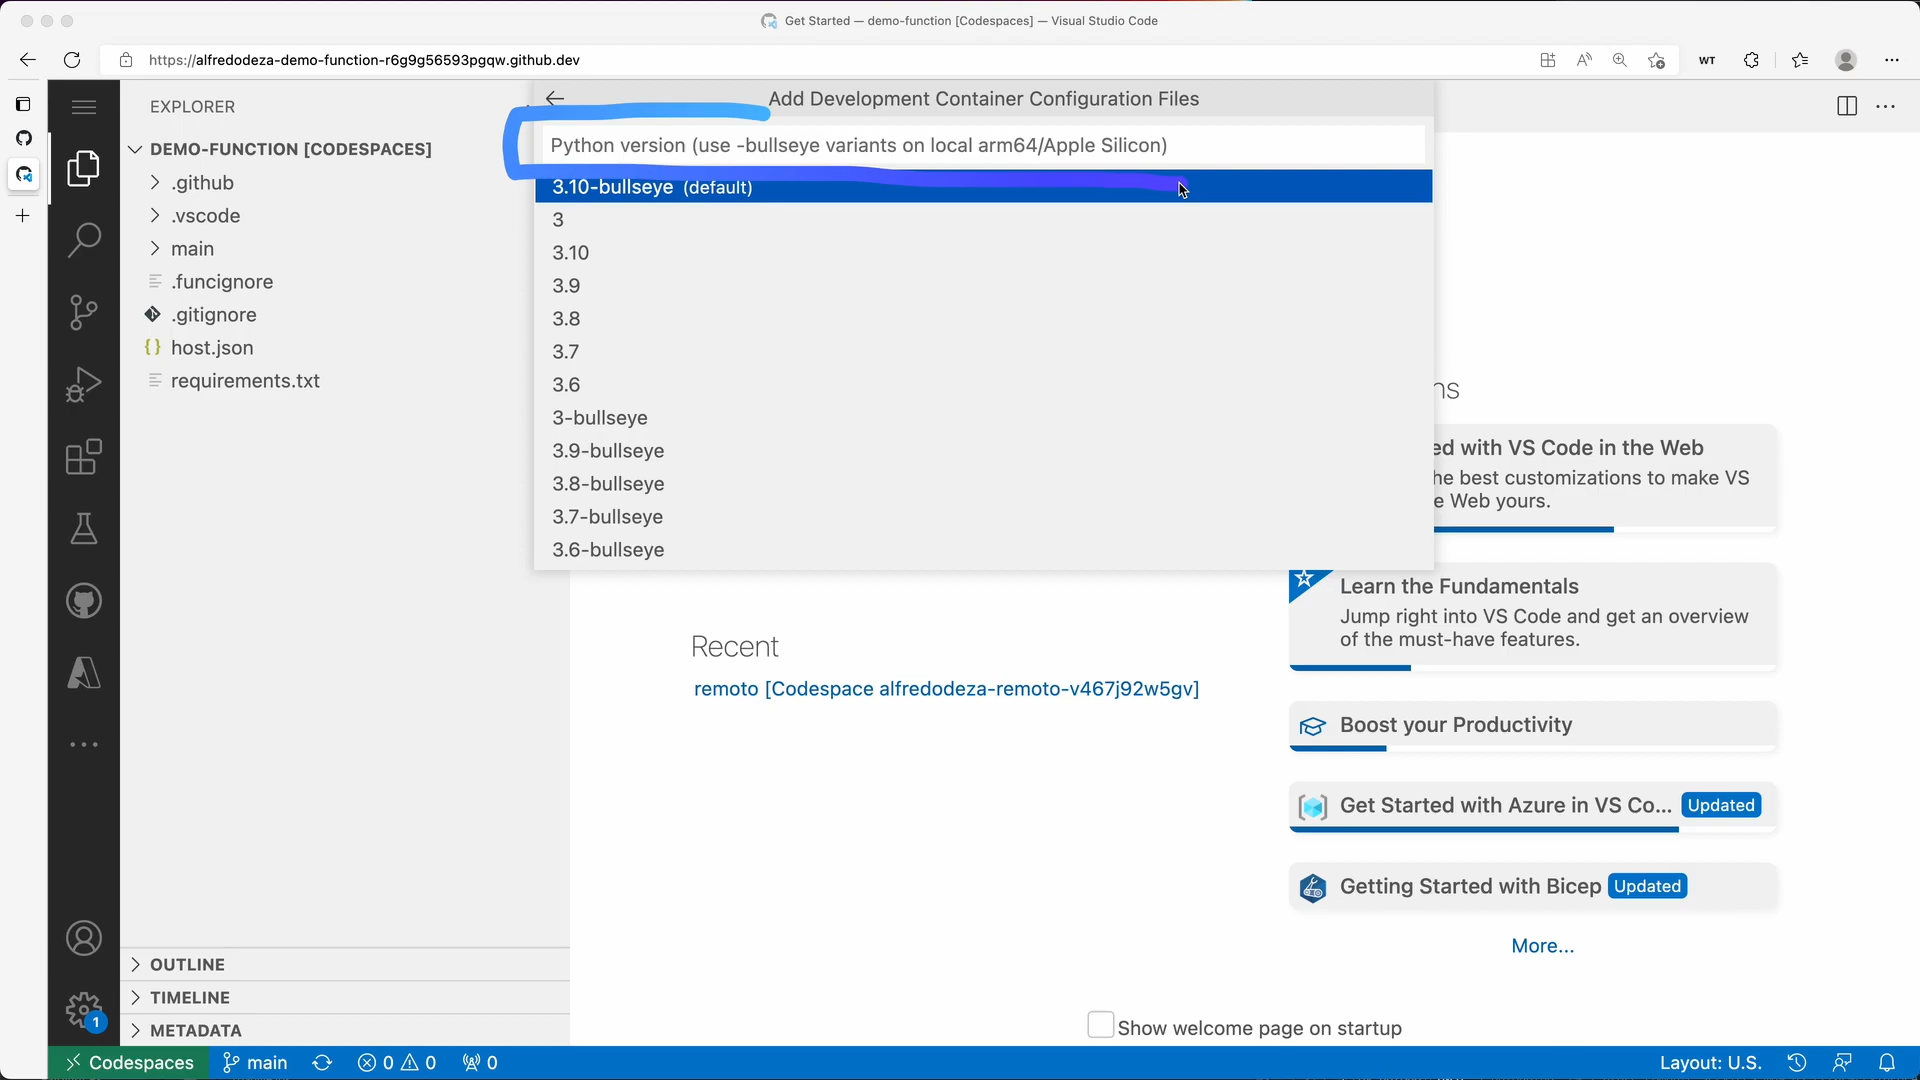 Get Started — demo-function [Codespaces] — Visual Studio Code
https://alfredodeza-demo-function-r6g9g56593pgqw.github.dev
WT
EXPLORER
DEMO-FUNCTION [CODESPACES]
.github
.vscode
main
.funcignore
.gitignore
host.json
requirements.txt
OUTLINE
TIMELINE
METADATA
Add Development Container Configuration Files
Python version (use -bullseye variants on local arm64/Apple Silicon)
3.10-bullseye (default)
3
3.10
3.9
3.8
3.7
3.6
3-bullseye
3.9-bullseye
3.8-bullseye
3.7-bullseye
3.6-bullseye
Recent
remoto [Codespace alfredodeza-remoto-v467j92w5gv]
ns
ed with VS Code in the Web
he best customizations to make VS
e Web yours.
Learn the Fundamentals
Jump right into VS Code and get an overview
of the must-have features.
Boost your Productivity
Get Started with Azure in VS Co... Updated
Getting Started with Bicep Updated
More...
Show welcome page on startup
1
Codespaces main 0 0 0 Layout: U.S.